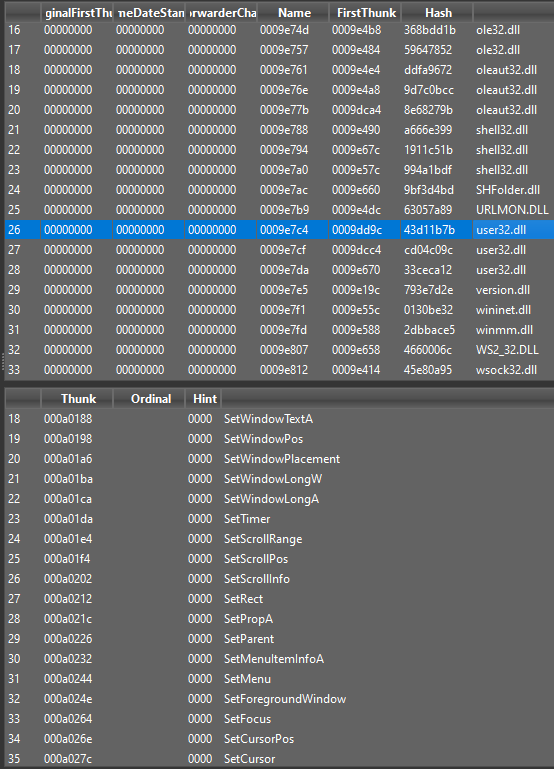 ginalFirstThu meDateStan orwarderCha Name FirstThunk Hash
16 00000000 00000000 00000000 0009e74d 0009e4b8 368bdd1b ole32.dll
17 00000000 00000000 00000000 0009e757 0009e484 59647852 ole32.dll
18 00000000 00000000 00000000 0009e761 0009e4e4 ddfa9672 oleaut32.dll
19 00000000 00000000 00000000 0009e76e 0009e4a8 9d7c0bcc oleaut32.dll
20 00000000 00000000 00000000 0009e77b 0009dca4 8e68279b oleaut32.dll
21 00000000 00000000 00000000 0009e788 0009e490 a666e399 shell32.dll
22 00000000 00000000 00000000 0009e794 0009e67c 1911c51b shell32.dll
23 00000000 00000000 00000000 0009e7a0 0009e57c 994a1bdf shell32.dll
24 00000000 00000000 00000000 0009e7ac 0009e660 9bf3d4bd SHFolder.dll
25 00000000 00000000 00000000 0009e7b9 0009e4dc 63057a89 URLMON.DLL
26 00000000 00000000 00000000 0009e7c4 0009dd9c 43d11b7b user32.dll
27 00000000 00000000 00000000 0009e7cf 0009dcc4 cd04c09c user32.dll
28 00000000 00000000 00000000 0009e7da 0009e670 33ceca12 user32.dll
29 00000000 00000000 00000000 0009e7e5 0009e19c 793e7d2e version.dll
30 00000000 00000000 00000000 0009e7f1 0009e55c 0130be32 wininet.dll
31 00000000 00000000 00000000 0009e7fd 0009e588 2dbbace5 winmm.dll
32 00000000 00000000 00000000 0009e807 0009e658 4660006c WS2_32.DLL
33 00000000 00000000 00000000 0009e812 0009e414 45e80a95 wsock32.dll
Thunk Ordinal Hint
18 000a0188 0000 SetWindowTextA
19 000a0198 0000 SetWindowPos
20 000a01a6 0000 SetWindowPlacement
21 000a01ba 0000 SetWindowLongW
22 000a01ca 0000 SetWindowLongA
23 000a01da 0000 SetTimer
24 000a01e4 0000 SetScrollRange
25 000a01f4 0000 SetScrollPos
26 000a0202 0000 SetScrollInfo
27 000a0212 0000 SetRect
28 000a021c 0000 SetPropA
29 000a0226 0000 SetParent
30 000a0232 0000 SetMenuItemInfoA
31 000a0244 0000 SetMenu
32 000a024e 0000 SetForegroundWindow
33 000a0264 0000 SetFocus
34 000a026e 0000 SetCursorPos
35 000a027c 0000 SetCursor